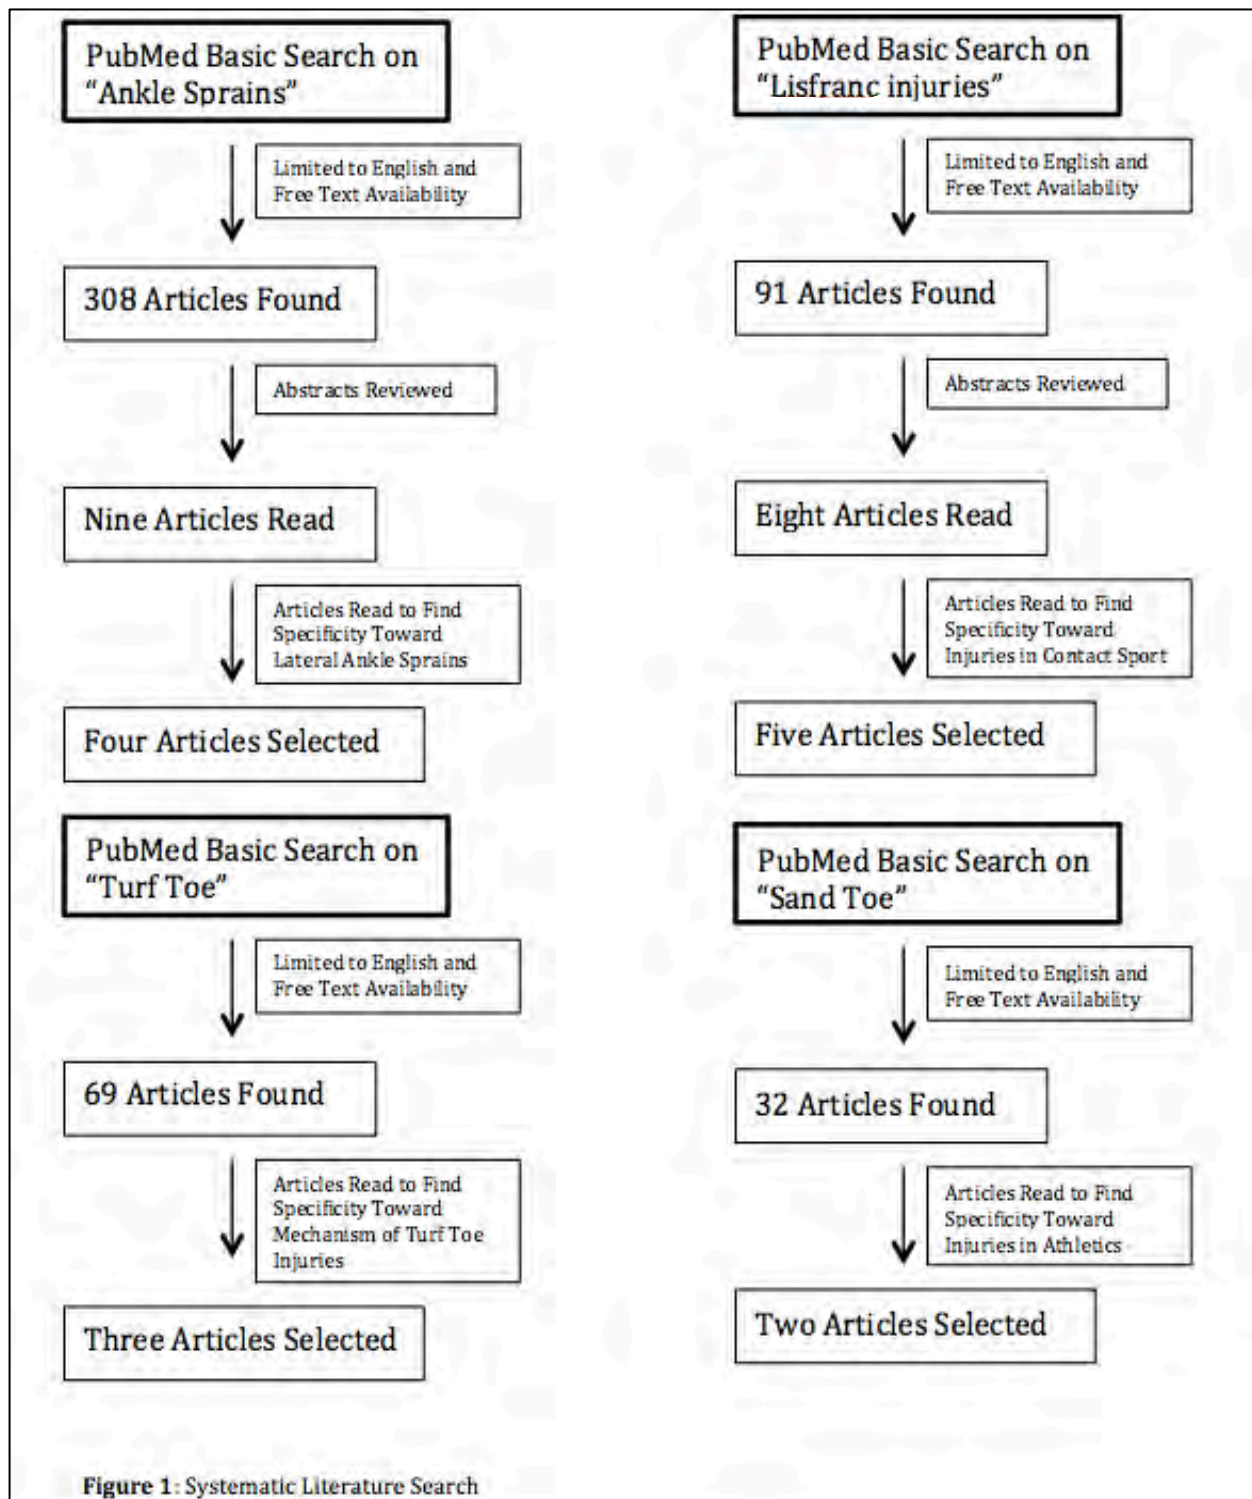 PubMed Basic Search on
“Ankle Sprains”
Limited to English and
Free Text Availability
308 Articles Found
Abstracts Reviewed
Nine Articles Read
Articles Read to Find
Specificity Toward
Lateral Ankle Sprains
Four Articles Selected
PubMed Basic Search on
“Lisfranc injuries”
Limited to English and
Free Text Availability
91 Articles Found
Abstracts Reviewed
Eight Articles Read
Articles Read to Find
Specificity Toward
Injuries in Contact Sport
Five Articles Selected
PubMed Basic Search on
“Turf Toe”
Limited to English and
Free Text Availability
69 Articles Found
Articles Read to Find
Specificity Toward
Mechanism of Turf Toe
Injuries
Three Articles Selected
PubMed Basic Search on
“Sand Toe”
Limited to English and
Free Text Availability
32 Articles Found
Articles Read to Find
Specificity Toward
Injuries in Athletics
Two Articles Selected
Figure 1: Systematic Literature Search